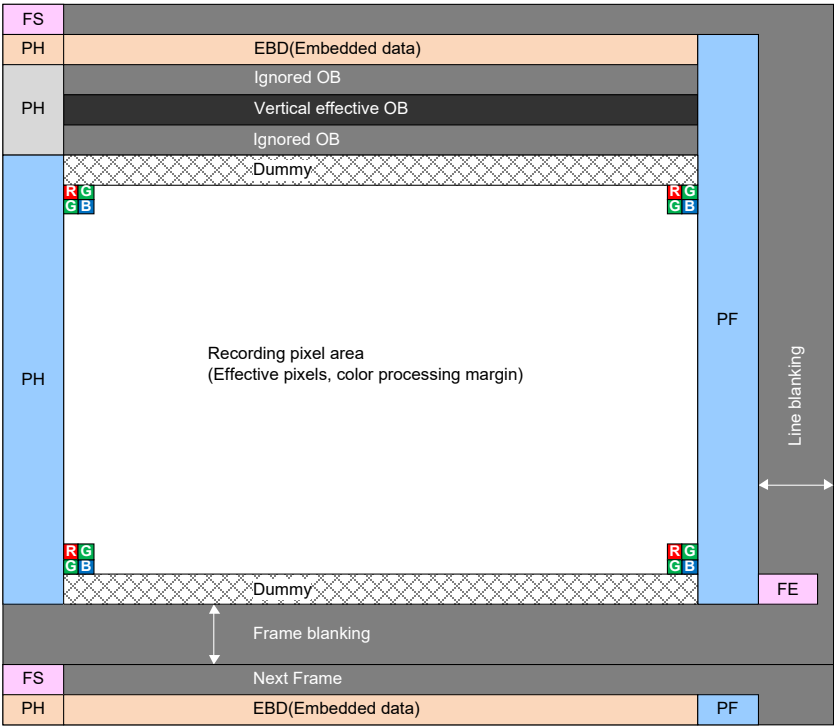 FS
PH
EBD(Embedded data)
Ignored OB
PH
Vertical effective OB
Ignored OB
Dummy
R G
G B
R G
G B
PF
Recording pixel area
(Effective pixels, color processing margin)
PH
Line blanking
R G
G B
R G
G B
Dummy
FE
Frame blanking
FS
Next Frame
PH
EBD(Embedded data)
PF